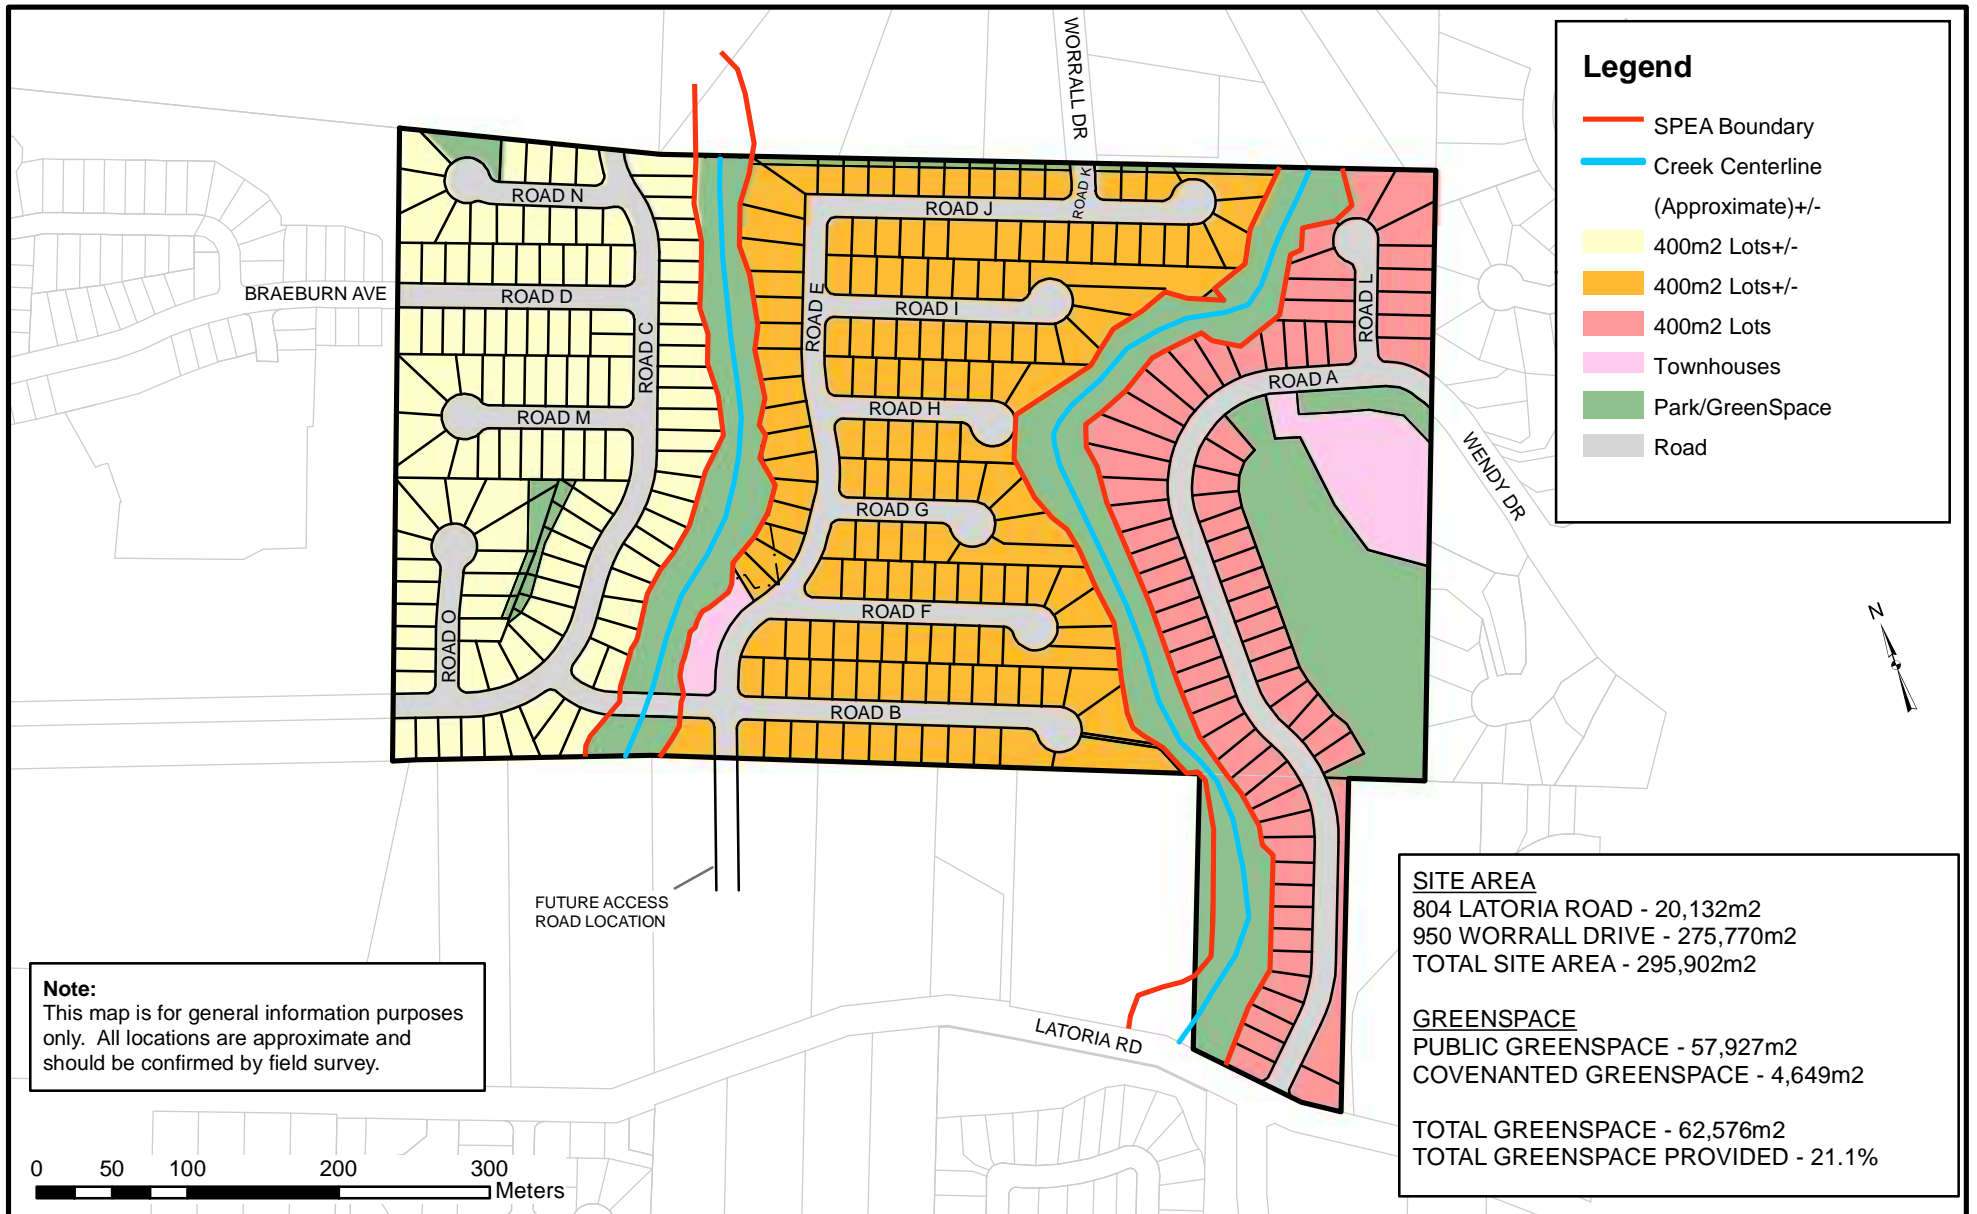 WORRALL DR
Legend
SPEA Boundary
Creek Centerline
(Approximate)+/-
400m2 Lots+/-
400m2 Lots+/-
400m2 Lots
Townhouses
Park/GreenSpace
Road
ROAD N
ROAD J
ROAD K
BRAEBURN AVE
ROAD D
ROAD C
ROAD E
ROAD I
ROAD L
ROAD A
ROAD M
ROAD H
WENDY DR
ROAD G
ROAD O
ROAD F
ROAD B
N
FUTURE ACCESS
ROAD LOCATION
LATORIA RD
Note:
This map is for general information purposes
only. All locations are approximate and
should be confirmed by field survey.
SITE AREA
804 LATORIA ROAD - 20,132m2
950 WORRALL DRIVE - 275,770m2
TOTAL SITE AREA - 295,902m2
GREENSPACE
PUBLIC GREENSPACE - 57,927m2
COVENANTED GREENSPACE - 4,649m2
TOTAL GREENSPACE - 62,576m2
TOTAL GREENSPACE PROVIDED - 21.1%
0 50 100 200 300
Meters